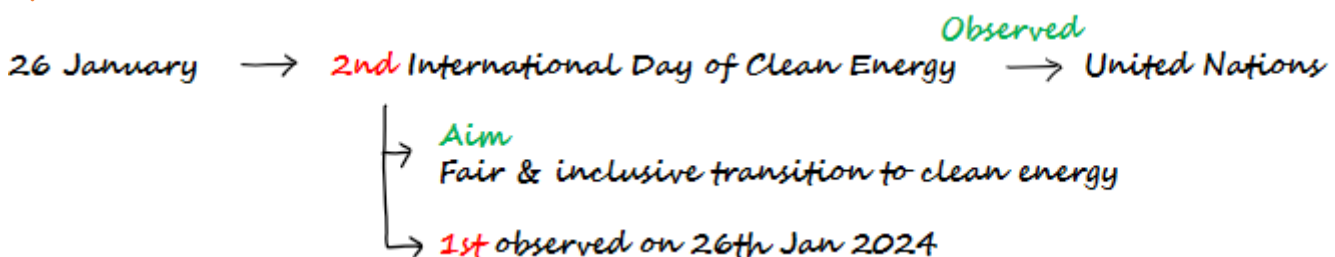 Observed
26 January → 2nd International Day of Clean Energy → United Nations
Aim
Fair & inclusive transition to clean energy
1st observed on 26th Jan 2024